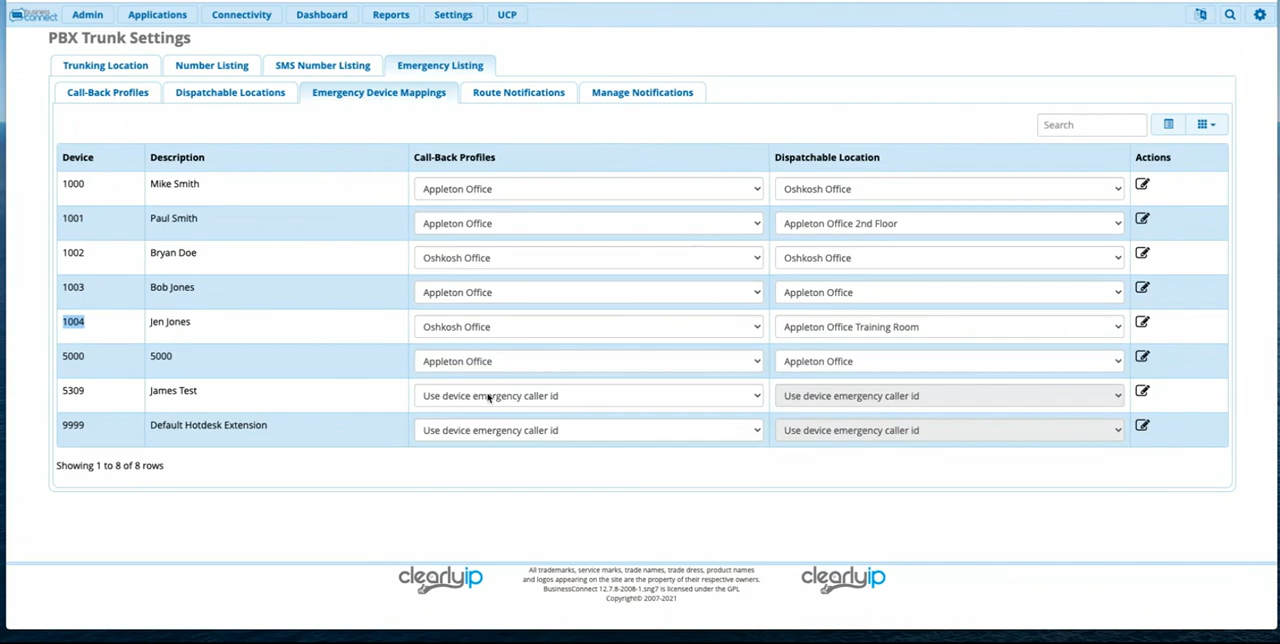 business connect Admin Applications Connectivity Dashboard Reports Settings UCP
PBX Trunk Settings
Trunking Location Number Listing SMS Number Listing Emergency Listing
Call-Back Profiles Dispatchable Locations Emergency Device Mappings Route Notifications Manage Notifications
Search
Device Description Call-Back Profiles Dispatchable Location Actions
1000 Mike Smith Appleton Office Oshkosh Office
1001 Paul Smith Appleton Office Appleton Office 2nd Floor
1002 Bryan Doe Oshkosh Office Oshkosh Office
1003 Bob Jones Appleton Office Appleton Office
1004 Jen Jones Oshkosh Office Appleton Office Training Room
5000 5000 Appleton Office Appleton Office
5309 James Test Use device emergency caller id Use device emergency caller id
9999 Default Hotdesk Extension Use device emergency caller id Use device emergency caller id
Showing 1 to 8 of 8 rows
clearlyip
All trademarks, service marks, trade names, trade dress, product names
and logos appearing on the site are the property of their respective owners.
BusinessConnect 12.7.8-2008-1.sng7 is licensed under the GPL
Copyright© 2007-2021
clearlyip